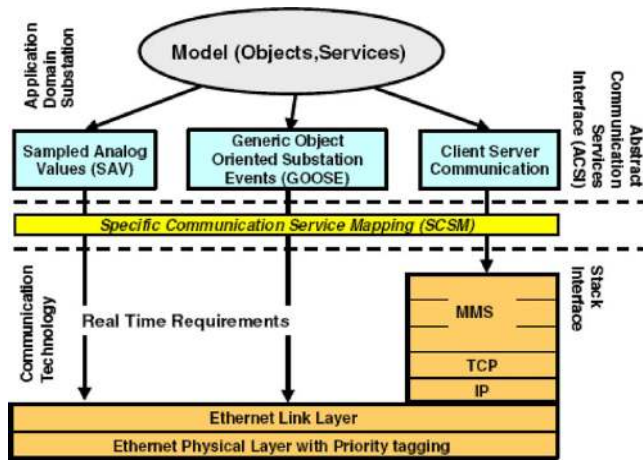 Model (Objects,Services)
Application
Domain
Substation
Abstract
Communication
Services
Interface (ACSI)
Sampled Analog
Values (SAV)
Generic Object
Oriented Substation
Events (GOOSE)
Client Server
Communication
Specific Communication Service Mapping (SCSM)
Communication
Technology
Real Time Requirements
Stack
Interface
MMS
TCP
IP
Ethernet Link Layer
Ethernet Physical Layer with Priority tagging